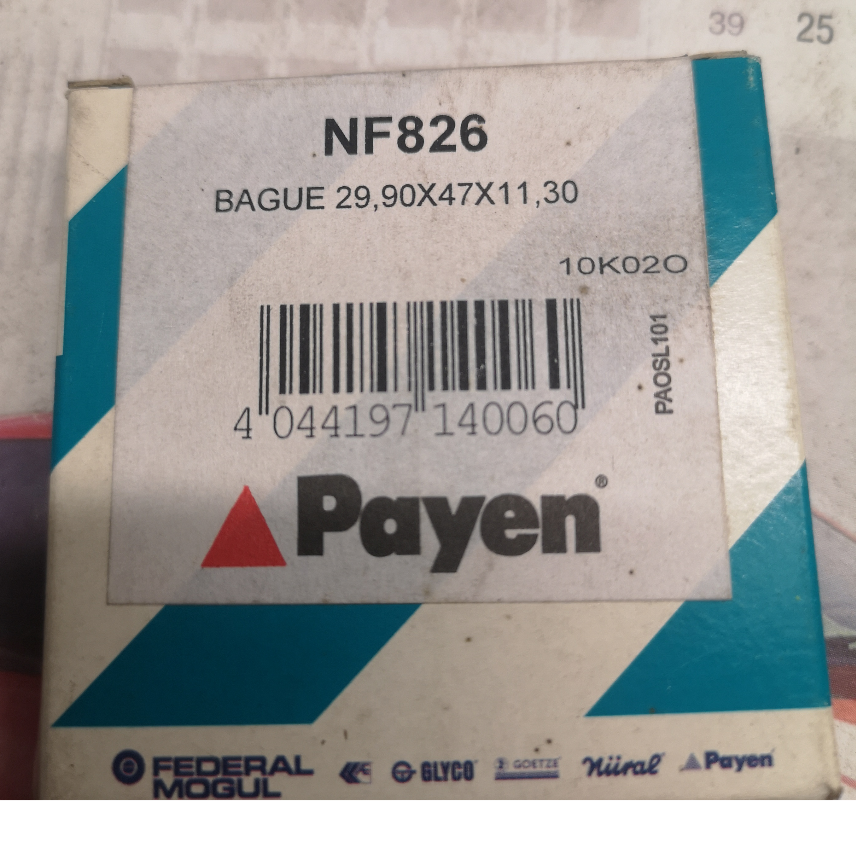 39 25
NF826
BAGUE 29,90X47X11,30
10K02O
PAOSL101
4 044197 140060
Payen®
FEDERAL MOGUL
GLYCO
GOETZE
Nüral
Payen